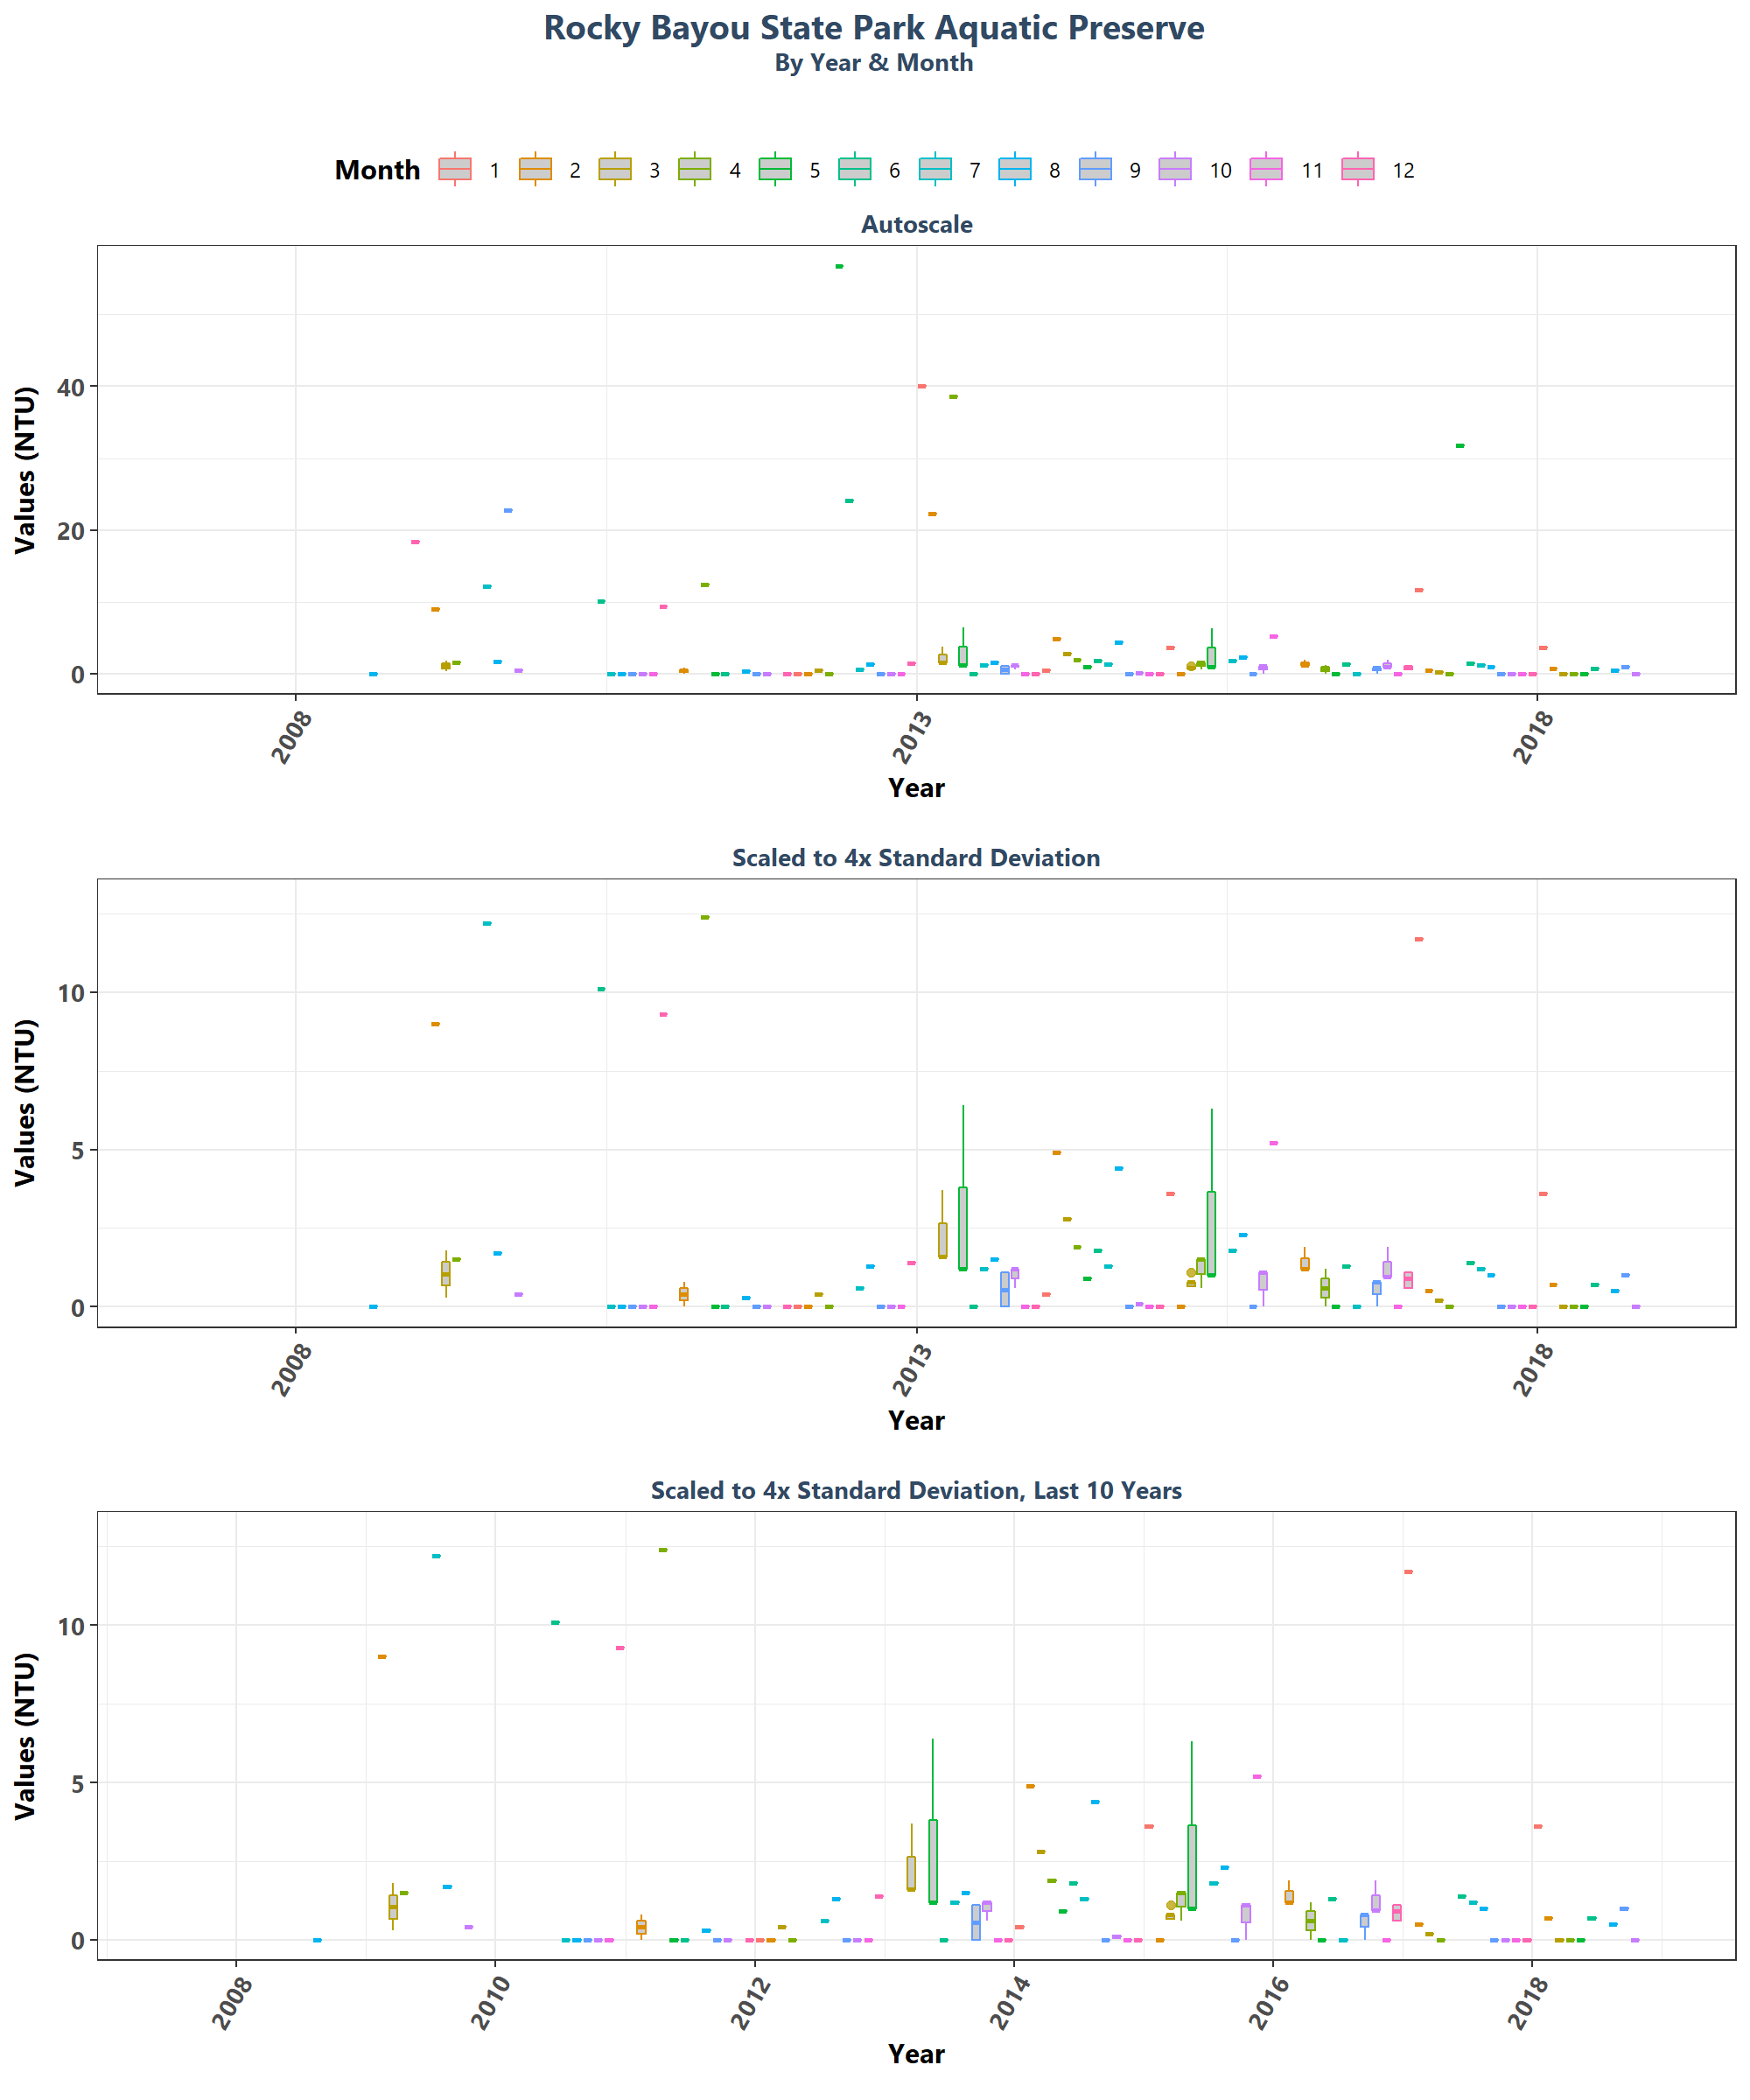 Rocky Bayou State Park Aquatic Preserve
By Year & Month
Month 1 2 3 4 5 6 7 8 9 10 11 12
Autoscale
Values (NTU)
40
20
0
2008 2013 2018
Year
Scaled to 4x Standard Deviation
Values (NTU)
10
5
0
2008 2013 2018
Year
Scaled to 4x Standard Deviation, Last 10 Years
Values (NTU)
10
5
0
2008 2010 2012 2014 2016 2018
Year